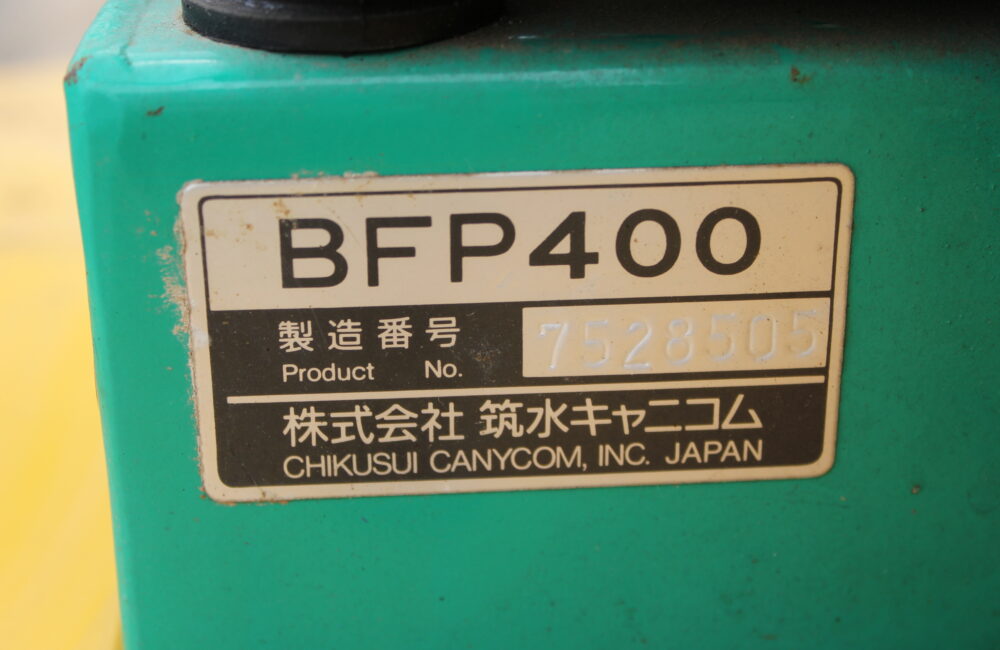 BFP400
製造番号
Product No. 7528505
株式会社 筑水キャニコム
CHIKUSUI CANYCOM, INC. JAPAN